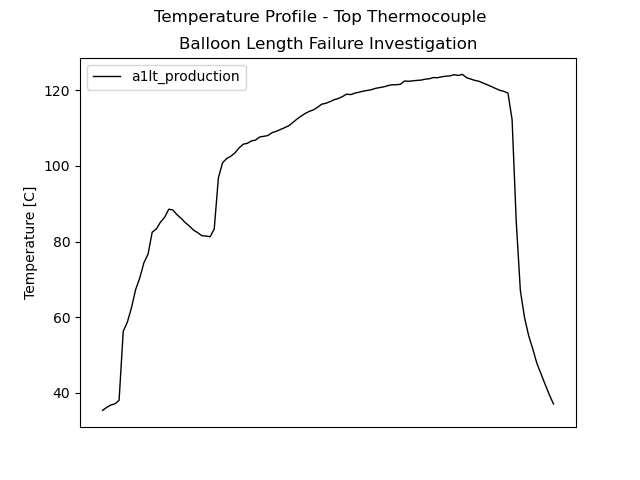 Temperature Profile - Top Thermocouple
Balloon Length Failure Investigation
a1lt_production
120
100
80
60
40
Temperature [C]